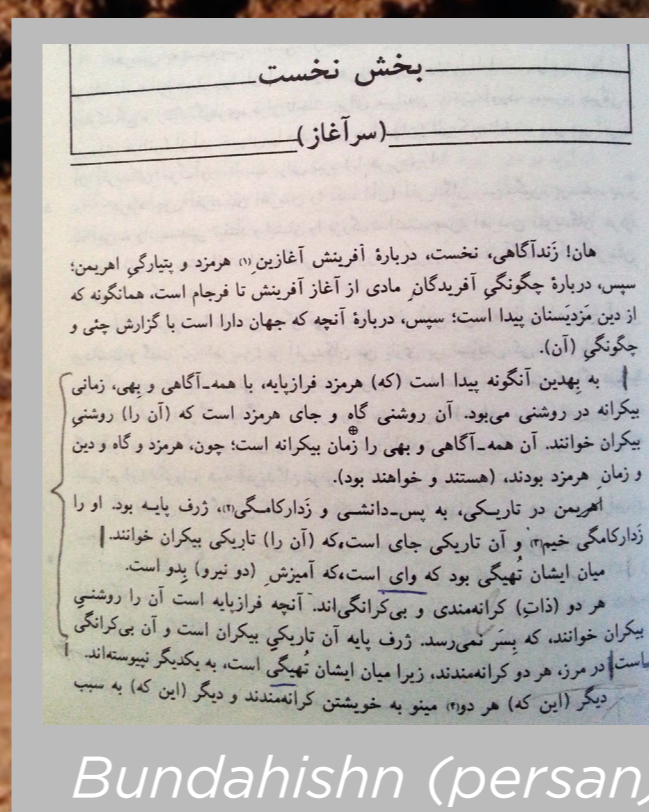 بخش نخست
(سرآغاز)
هان! زَندآگاهی، نخست، دربارهٔ آفرینش آغازین(۱) هرمزد و پتیارگی اهریمن؛
سپس، دربارهٔ چگونگیِ آفریدگانِ مادی از آغاز آفرینش تا فرجام است، همانگونه که
از دین مَزدیَسنان پیدا است؛ سپس، دربارهٔ آنچه که جهان دارا است با گزارش چئی و
چگونگیِ (آن).
به بِهدین آنگونه پیدا است (که) هرمزد فرازپایه، با همه-آگاهی و بِهی، زمانی
بیکرانه در روشنی می‌بود. آن روشنی گاه و جای هرمزد است که (آن را) روشنیِ
بیکران خوانند. آن همه-آگاهی و بهی را زمان بیکرانه است؛ چون، هرمزد و گاه و دین
و زمانِ هرمزد بودند، (هستند و خواهند بود).
اهریمن در تاریکی، به پس-دانشی و زَدارکامگی(۲)، ژرف پایه بود. او را
زَدارکامگی خیم(۳) و آن تاریکی جای است، که (آن را) تاریکی بیکران خوانند.
میان ایشان تُهیگی بود که وای است، که آمیزشِ (دو نیرو) بِدو است.
هر دو (ذات) کرانه‌مندی و بی‌کرانگی‌اند. آنچه فرازپایه است آن را روشنیِ
بیکران خوانند، که بِسَر نمی‌رسد. ژرف پایه آن تاریکیِ بیکران است و آن بی‌کرانگی
است در مرز، هر دو کرانه‌مندند، زیرا میان ایشان تُهیگی است، به یکدیگر نپیوسته‌اند.
دیگر (این که) هر دو(۴) مینو به خویشتن کرانه‌مندند و دیگر (این که) به سبب
Bundahishn (persan)